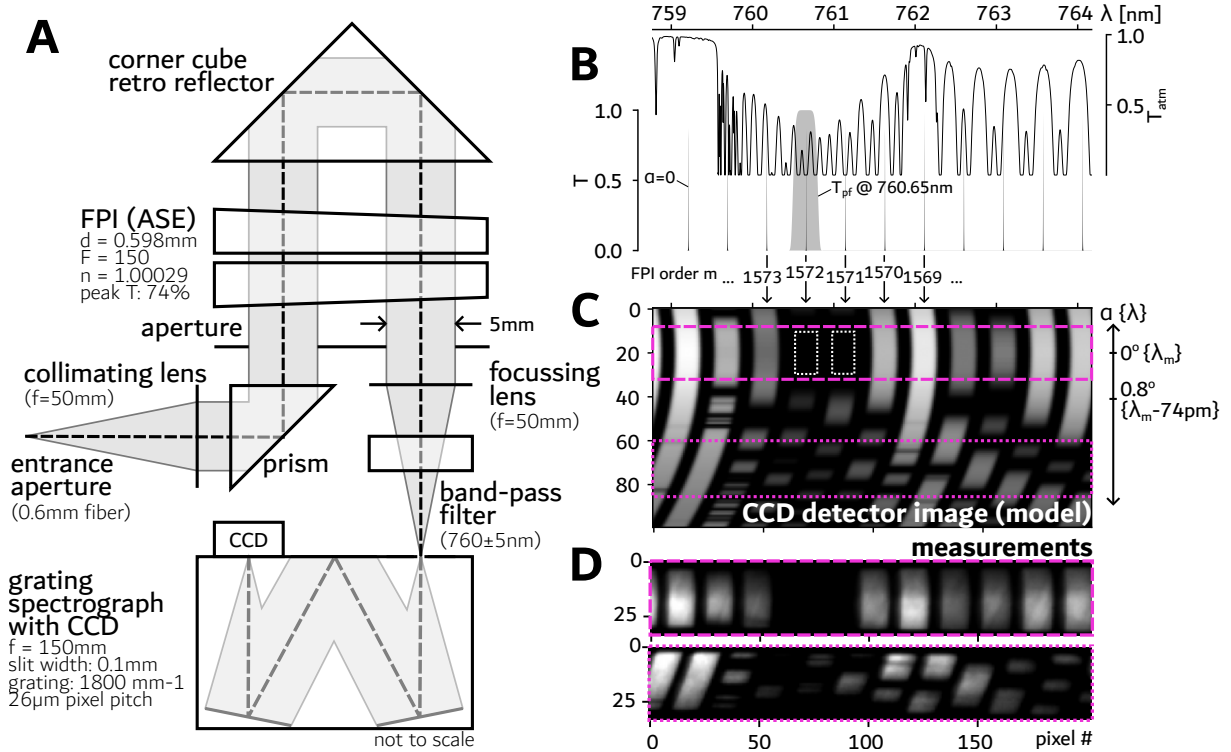 A
corner cube
retro reflector
FPI (ASE)
d = 0.598mm
F = 150
n = 1.00029
peak T: 74%
aperture
5mm
collimating lens
(f=50mm)
focussing
lens
(f=50mm)
entrance
aperture
(0.6mm fiber)
prism
band-pass
filter
(760±5nm)
CCD
grating
spectrograph
with CCD
f = 150mm
slit width: 0.1mm
grating: 1800 mm-1
26µm pixel pitch
not to scale
759 760 761 762 763 764 λ [nm]
B
1.0
0.5
T_atm
1.0
0.5
0.0
T
α=0
T_pf @ 760.65nm
FPI order m ... 1573 1572 1571 1570 1569 ...
C
0
20
40
60
80
α {λ}
0° {λ_m}
0.8°
{λ_m-74pm}
CCD detector image (model)
measurements
D
0
25
0
25
0 50 100 150 pixel #